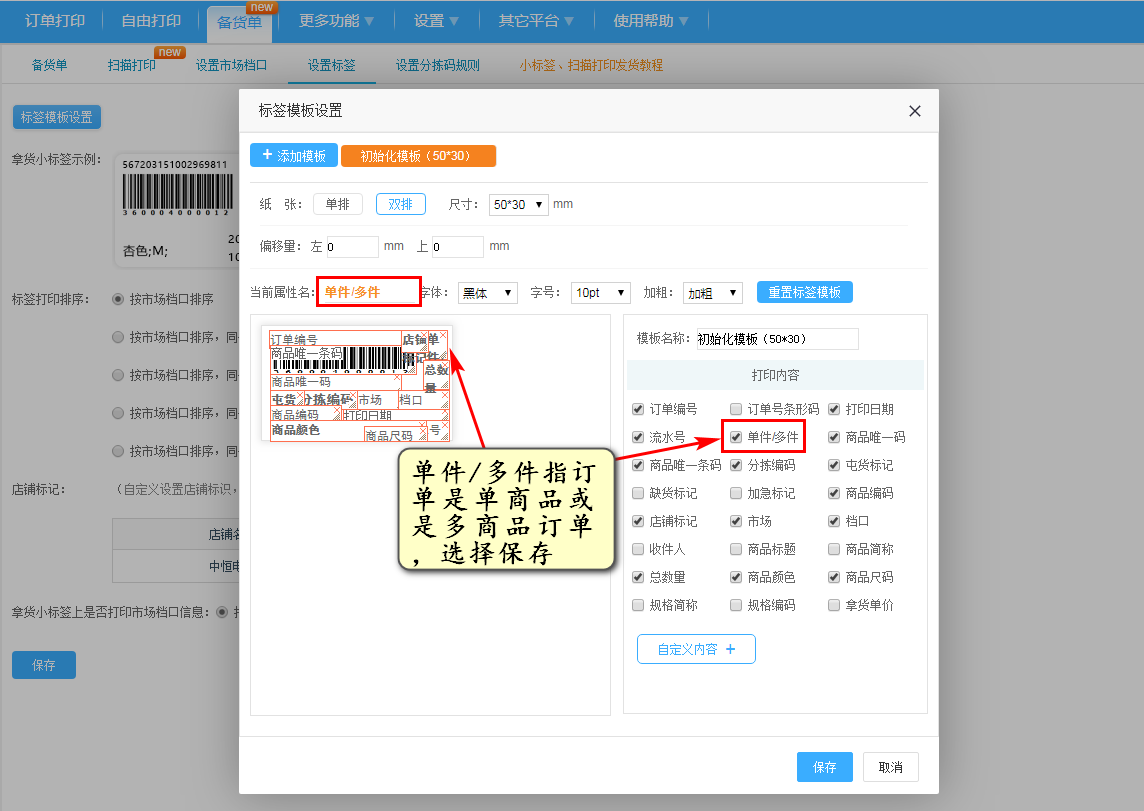 订单打印 自由打印 备货单 new 更多功能 设置 其它平台 使用帮助
备货单 扫描打印 new 设置市场档口 设置标签 设置分拣码规则 小标签、扫描打印发货教程
标签模板设置
拿货小标签示例:
567203151002969811
360004000012
20
杏色;M;
10
标签打印排序:
按市场档口排序
按市场档口排序，同
按市场档口排序，同
按市场档口排序，同
按市场档口排序，同
店铺标记:
（自定义设置店铺标识，
店铺名
中恒电
拿货小标签上是否打印市场档口信息:
保存
标签模板设置
+ 添加模板 初始化模板（50*30）
纸 张: 单排 双排 尺寸: 50*30 mm
偏移量: 左 0 mm 上 0 mm
当前属性名: 单件/多件 字体: 黑体 字号: 10pt 加粗: 加粗 重置标签模板
订单编号 店铺 单
商品唯一条码 标记 件
总数量
商品唯一码
屯货 分拣编码 市场 档口
商品编码 打印日期
商品颜色 商品尺码 号
单件/多件指订
单是单商品或
是多商品订单
，选择保存
模板名称: 初始化模板（50*30）
打印内容
订单编号 订单号条形码 打印日期
流水号 单件/多件 商品唯一码
商品唯一条码 分拣编码 屯货标记
缺货标记 加急标记 商品编码
店铺标记 市场 档口
收件人 商品标题 商品简称
总数量 商品颜色 商品尺码
规格简称 规格编码 拿货单价
自定义内容 +
保存 取消